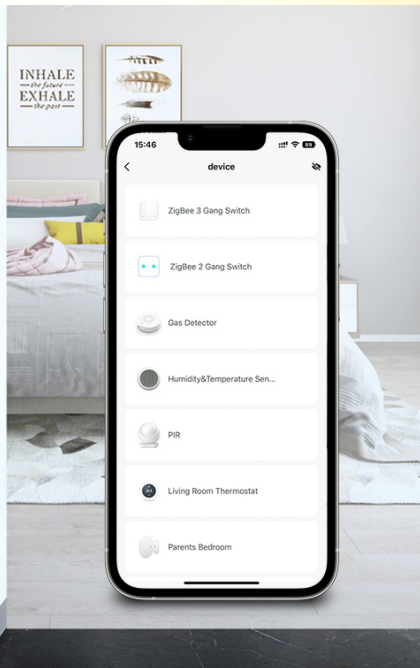 INHALE
the future
EXHALE
the past
15:46
89
device
ZigBee 3 Gang Switch
ZigBee 2 Gang Switch
Gas Detector
Humidity&Temperature Sen...
PIR
Living Room Thermostat
Parents Bedroom